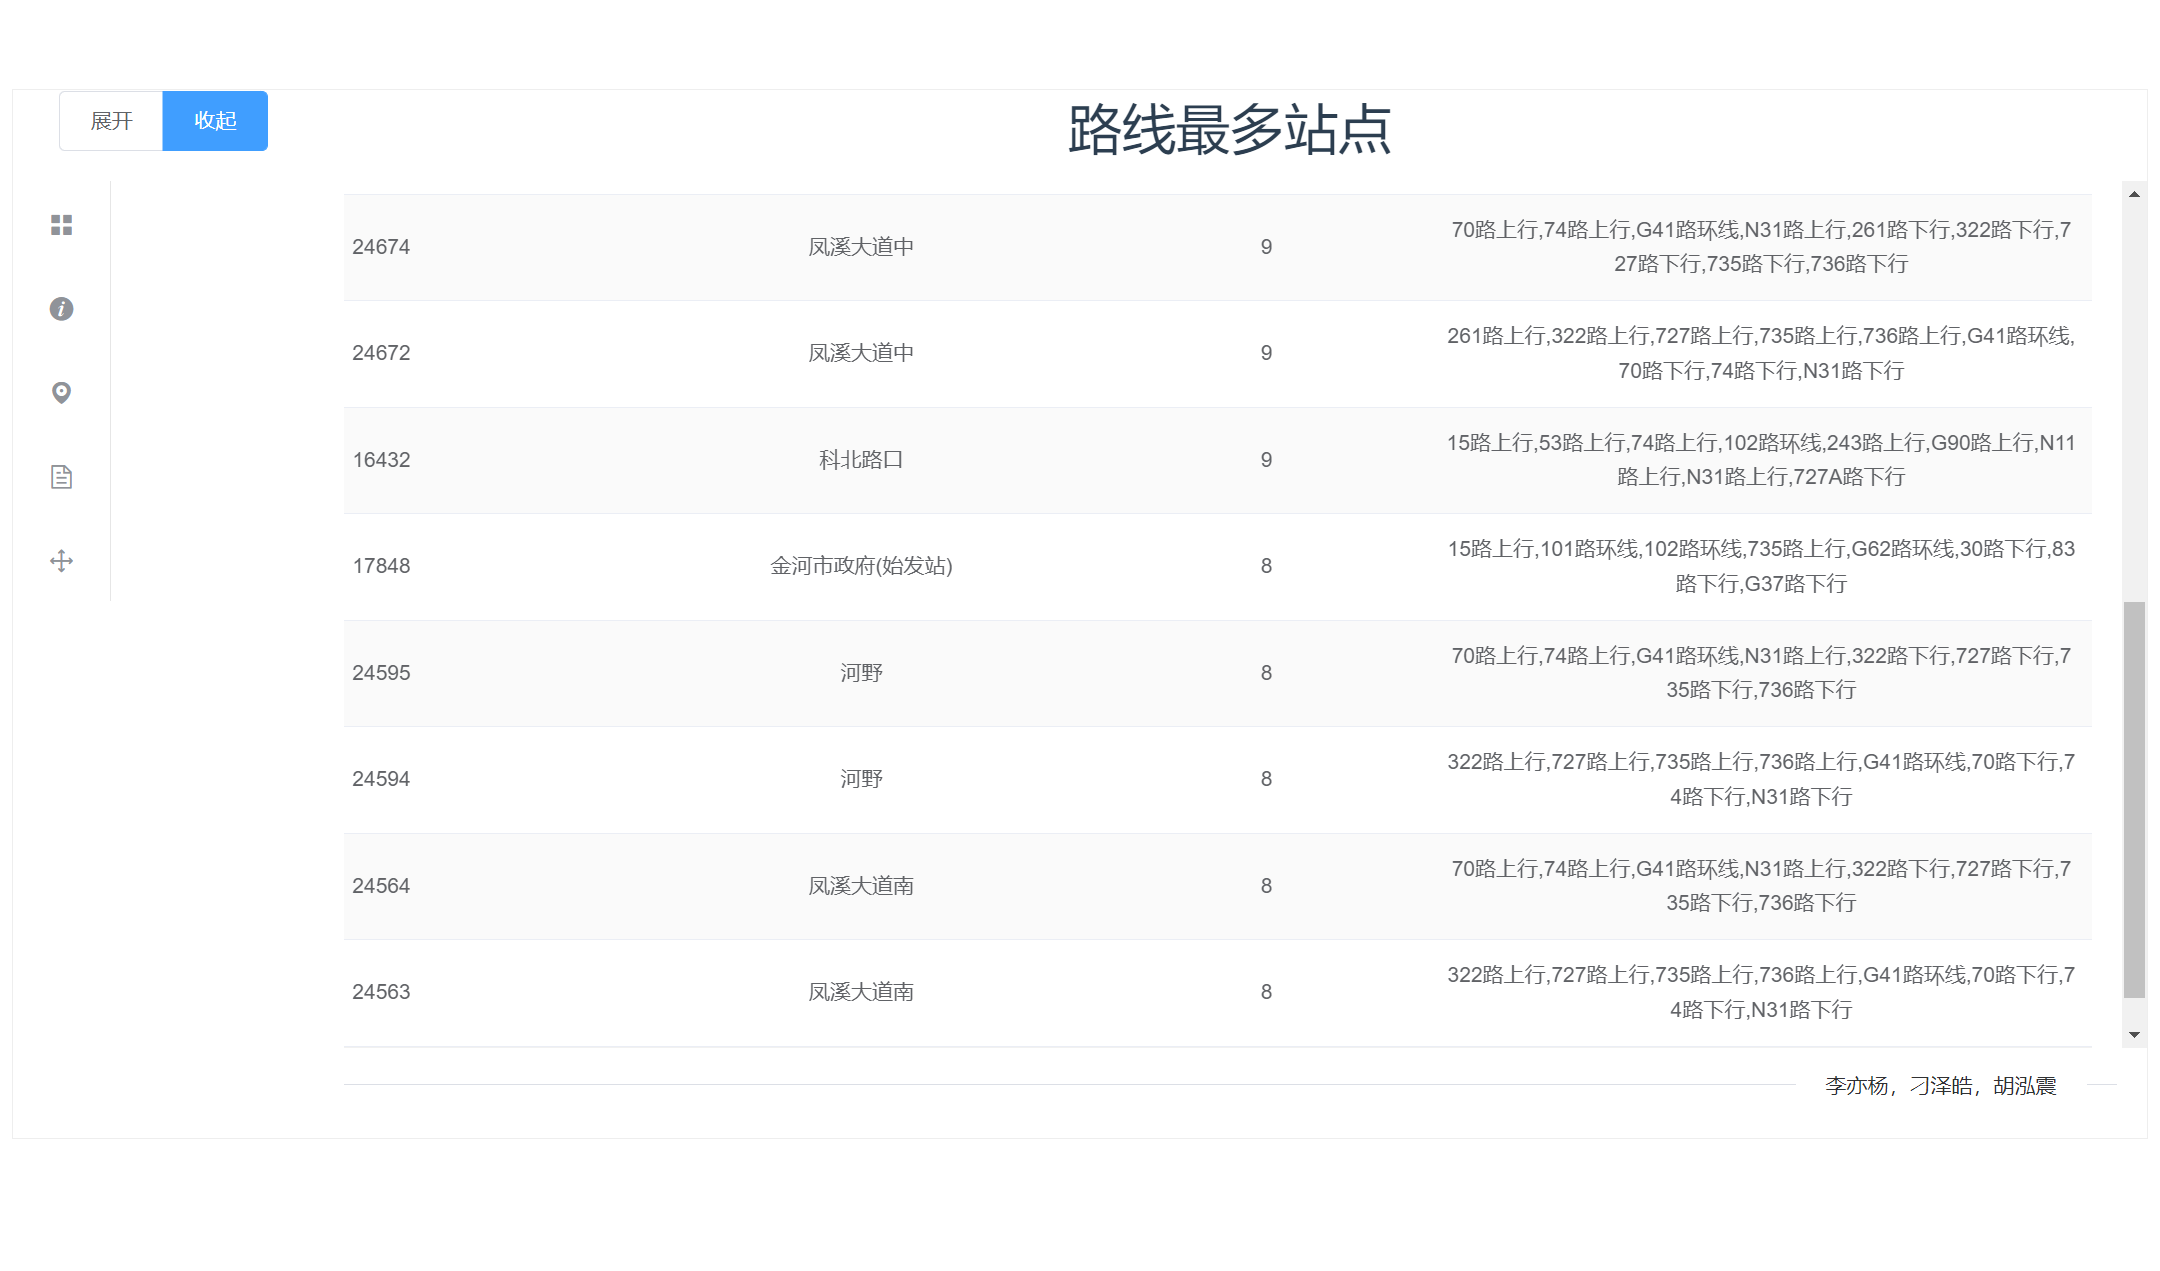 展开 收起
路线最多站点
24674 凤溪大道中 9 70路上行,74路上行,G41路环线,N31路上行,261路下行,322路下行,7
27路下行,735路下行,736路下行
24672 凤溪大道中 9 261路上行,322路上行,727路上行,735路上行,736路上行,G41路环线,
70路下行,74路下行,N31路下行
16432 科北路口 9 15路上行,53路上行,74路上行,102路环线,243路上行,G90路上行,N11
路上行,N31路上行,727A路下行
17848 金河市政府(始发站) 8 15路上行,101路环线,102路环线,735路上行,G62路环线,30路下行,83
路下行,G37路下行
24595 河野 8 70路上行,74路上行,G41路环线,N31路上行,322路下行,727路下行,7
35路下行,736路下行
24594 河野 8 322路上行,727路上行,735路上行,736路上行,G41路环线,70路下行,7
4路下行,N31路下行
24564 凤溪大道南 8 70路上行,74路上行,G41路环线,N31路上行,322路下行,727路下行,7
35路下行,736路下行
24563 凤溪大道南 8 322路上行,727路上行,735路上行,736路上行,G41路环线,70路下行,7
4路下行,N31路下行
李亦杨，刁泽皓，胡泓震